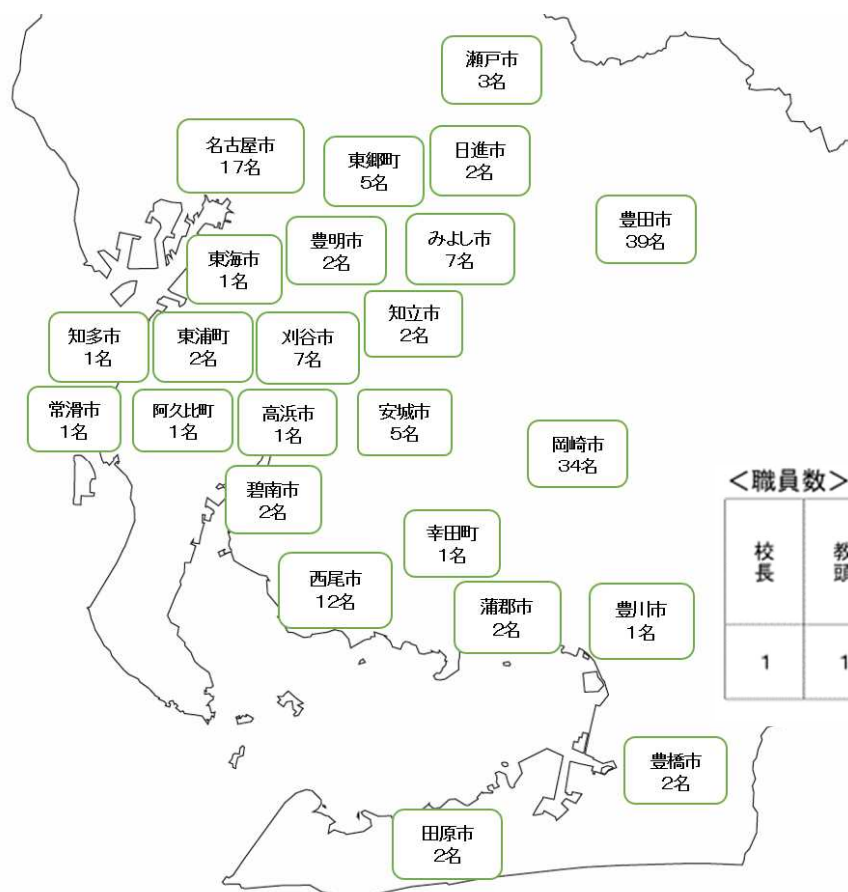 瀬戸市
3名
名古屋市
17名
東郷町
5名
日進市
2名
豊田市
39名
東海市
1名
豊明市
2名
みよし市
7名
知多市
1名
東浦町
2名
刈谷市
7名
知立市
2名
常滑市
1名
阿久比町
1名
高浜市
1名
安城市
5名
岡崎市
34名
碧南市
2名
＜職員数＞
幸田町
1名
校長
教頭
西尾市
12名
蒲郡市
2名
豊川市
1名
1
1
豊橋市
2名
田原市
2名